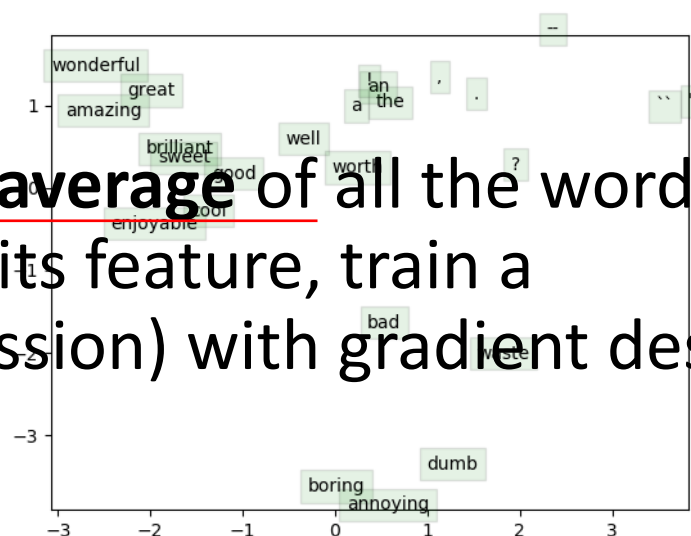 --
wonderful
great
amazing
! an , .
a the
1
``
well
brilliant
sweet
worth ?
good
average of all the word
0
cool
enjoyable
-1
its feature, train a
bad
-2
waste
ssion) with gradient des
-3
dumb
boring
annoying
-3 -2 -1 0 1 2 3